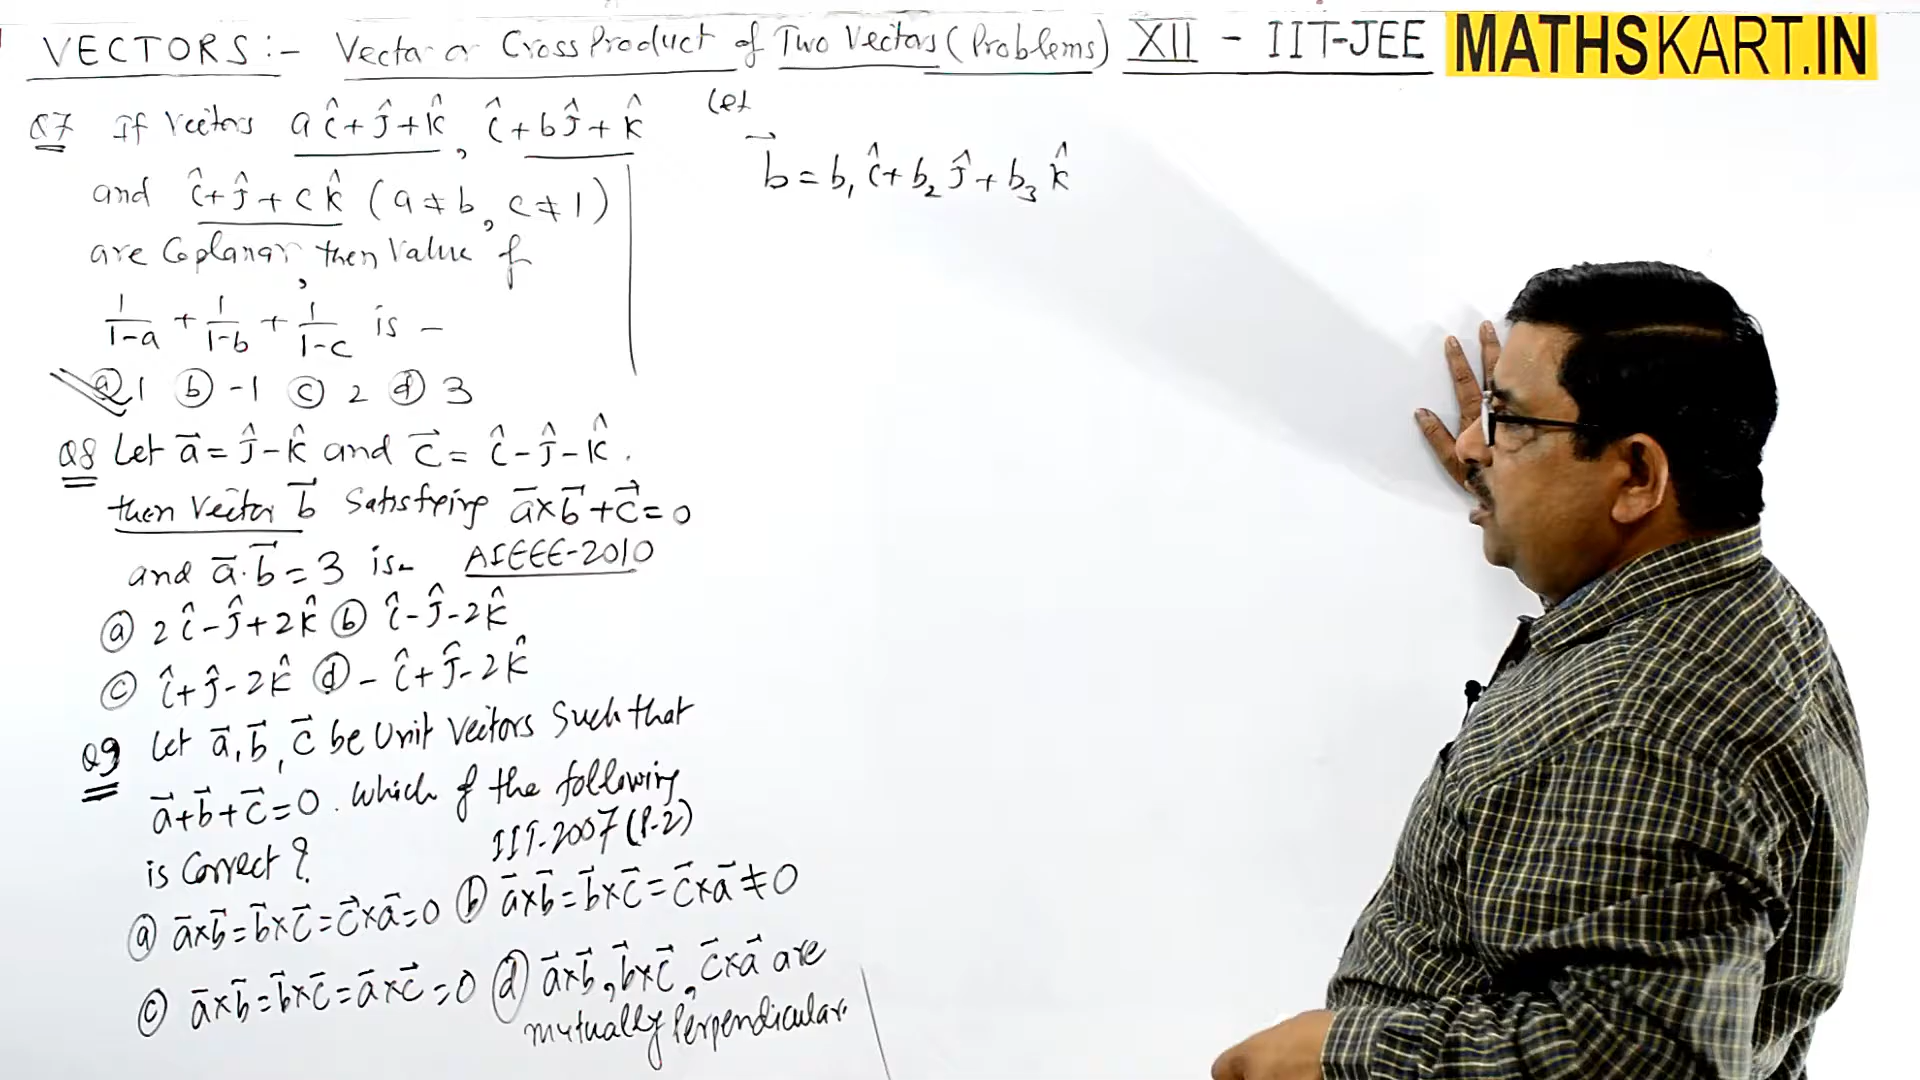 VECTORS:- Vector or Cross Product of Two Vectors (Problems) XII - IIT-JEE MATHSKART.IN
Q7 If Vectors aî+ĵ+k̂, î+bĵ+k̂
and î+ĵ+ck̂ (a≠b, c≠1)
are Coplanar, then Value of
1/(1-a) + 1/(1-b) + 1/(1-c) is -
(a) 1 (b) -1 (c) 2 (d) 3
Q8 Let a⃗ = ĵ-k̂ and c⃗ = î-ĵ-k̂.
then Vector b⃗ Satisfying a⃗×b⃗+c⃗=0
and a⃗.b⃗=3 is- AIEEE-2010
(a) 2î-ĵ+2k̂ (b) î-ĵ-2k̂
(c) î+ĵ-2k̂ (d) -î+ĵ-2k̂
Q9 Let a⃗, b⃗, c⃗ be Unit Vectors Such that
a⃗+b⃗+c⃗=0. Which of the following
is Correct? IIT-2007 (P-2)
(a) a⃗×b⃗=b⃗×c⃗=c⃗×a⃗=0 (b) a⃗×b⃗=b⃗×c⃗=c⃗×a⃗≠0
(c) a⃗×b⃗=b⃗×c⃗=a⃗×c⃗=0 (d) a⃗×b⃗, b⃗×c⃗, c⃗×a⃗ are
mutually Perpendicular.
Let
b⃗ = b₁î+b₂ĵ+b₃k̂